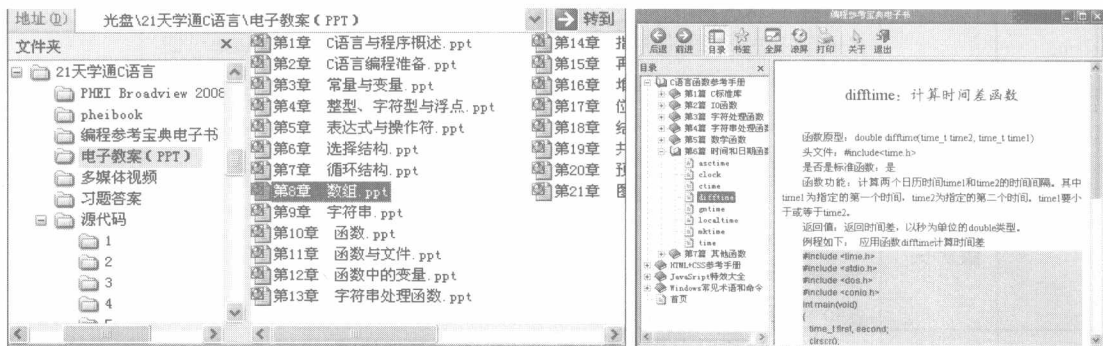 地址(D) 光盘\21天学通C语言\电子教案(PPT) 转到
文件夹
21天学通C语言
PHEI Broadview 2008
pheibook
编程参考宝典电子书
电子教案(PPT)
多媒体视频
习题答案
源代码
1
2
3
4
第1章 C语言与程序概述.ppt
第2章 C语言编程准备.ppt
第3章 常量与变量.ppt
第4章 整型、字符型与浮点.ppt
第5章 表达式与操作符.ppt
第6章 选择结构.ppt
第7章 循环结构.ppt
第8章 数组.ppt
第9章 字符串.ppt
第10章 函数.ppt
第11章 函数与文件.ppt
第12章 函数中的变量.ppt
第13章 字符串处理函数.ppt
第14章 指
第15章 再
第16章 堆
第17章 位
第18章 结
第19章 共
第20章 预
第21章 图
编程参考宝典电子书
后退 前进 目录 书签 全屏 滚屏 打印 关于 退出
目录
C语言函数参考手册
第1篇 C标准库
第2篇 IO函数
第3篇 字符处理函数
第4篇 字符串处理函数
第5篇 数学函数
第6篇 时间和日期函数
asctime
clock
ctime
difftime
gmtime
localtime
mktime
time
第7篇 其他函数
HTML+CSS参考手册
JavaSript特效大全
Windows常见术语和命令
首页
difftime：计算时间差函数
函数原型：double difftime(time_t time2, time_t time1)
头文件：#include<time.h>
是否是标准函数：是
函数功能：计算两个日历时间time1和time2的时间间隔。其中
time1为指定的第一个时间，time2为指定的第二个时间。time1要小
于或等于time2。
返回值：返回时间差，以秒为单位的double类型。
例程如下： 应用函数difftime计算时间差
#include <time.h>
#include <stdio.h>
#include <dos.h>
#include <conio.h>
int main(void)
{
time_t first, second;
clrscr();